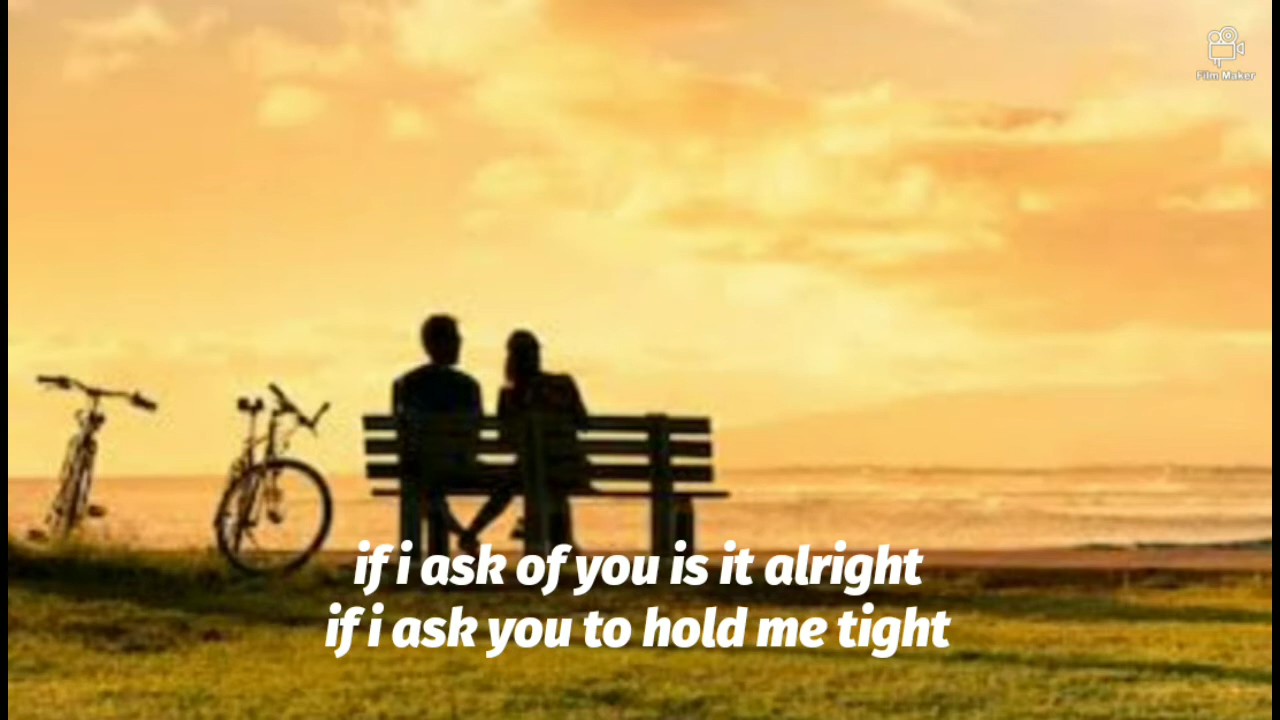 Film Maker
if i ask of you is it alright
if i ask you to hold me tight